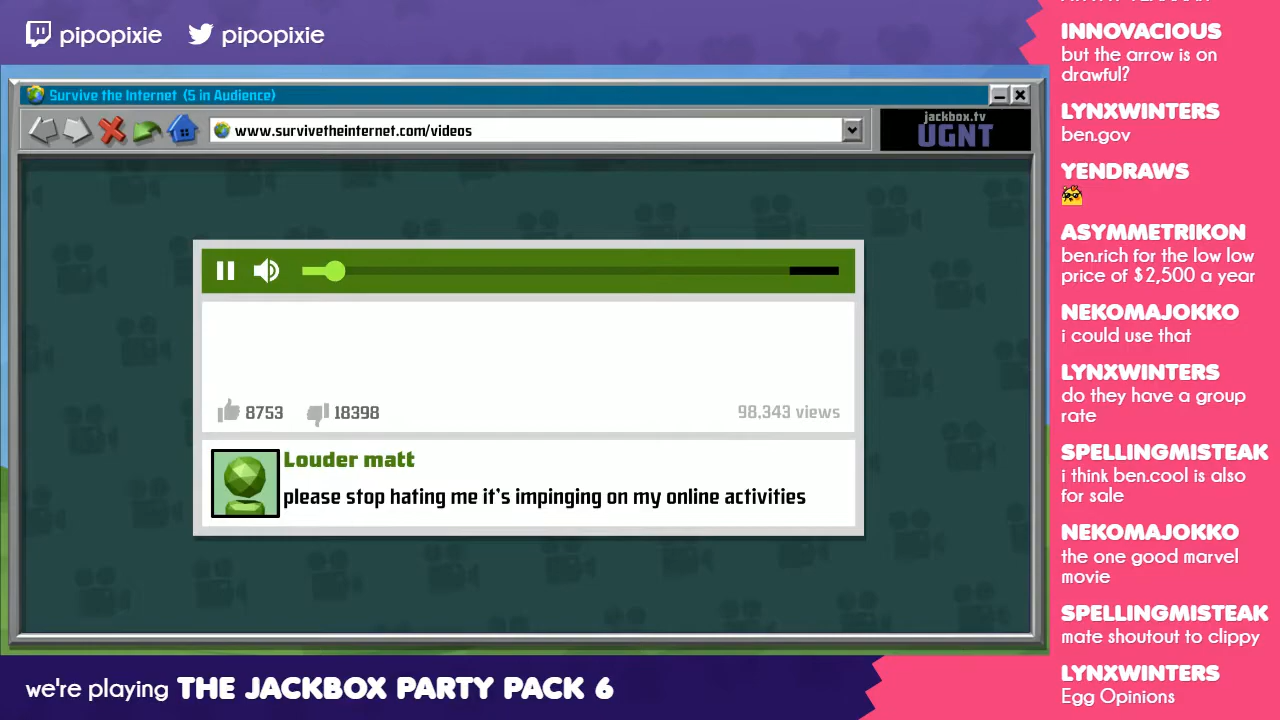 pipopixie pipopixie
Survive the Internet (5 in Audience)
www.survivetheinternet.com/videos
jackbox.tv
UGNT
8753 18398 98,343 views
Louder matt
please stop hating me it's impinging on my online activities
we're playing THE JACKBOX PARTY PACK 6
INNOVACIOUS
but the arrow is on
drawful?
LYNXWINTERS
ben.gov
YENDRAWS
ASYMMETRIKON
ben.rich for the low low
price of $2,500 a year
NEKOMAJOKKO
i could use that
LYNXWINTERS
do they have a group
rate
SPELLINGMISTEAK
i think ben.cool is also
for sale
NEKOMAJOKKO
the one good marvel
movie
SPELLINGMISTEAK
mate shoutout to clippy
LYNXWINTERS
Egg Opinions